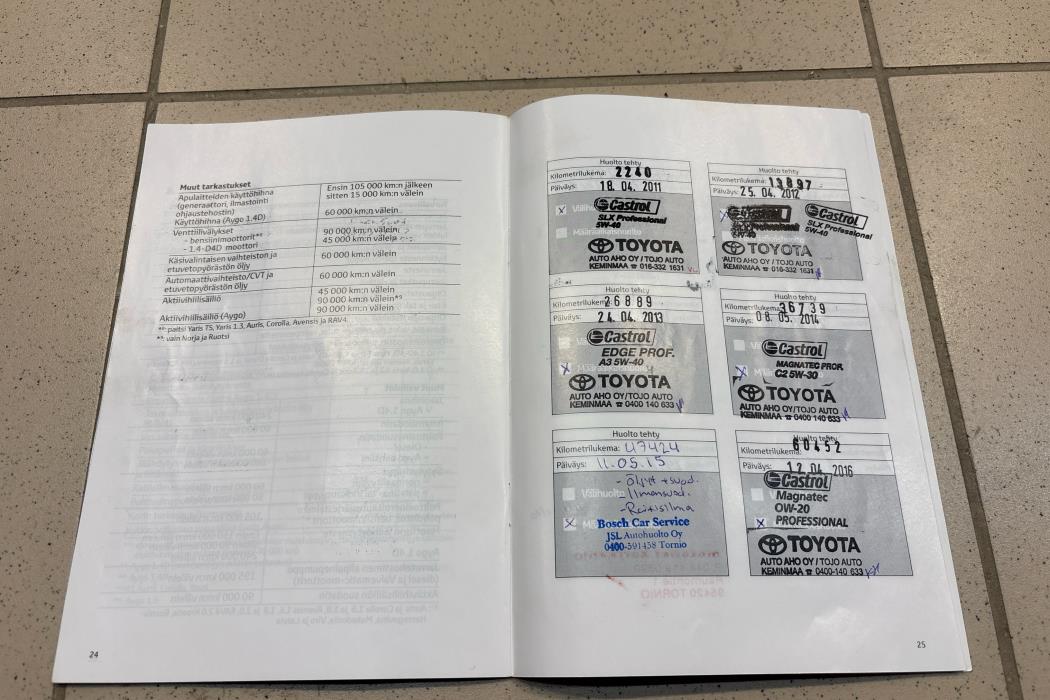 Muut tarkastukset
Apulaitteiden käyttöhihna
(generaattori, ilmastointi
ohjaustehostin)
Ensin 105 000 km:n jälkeen
sitten 15 000 km välein
Käyttöhihna (Aygo 1.4D)
60 000 km:n välein
Venttiilivälykset
- bensiinimoottorit*¹
- 1.4-D4D moottori
90 000 km:n välein
45 000 km:n väleja
Käsivalintaisen vaihteiston ja
etuvetopyörästön öljy
60 000 km:n välein
Automaattivaihteisto/CVT ja
etuvetopyörästön öljy
60 000 km:n välein
Aktiivihiilisäiliö
45 000 km:n välein
90 000 km:n välein*²
Aktiivihiilisäiliö (Aygo)
90 000 km:n välein
*¹: paitsi Yaris TS, Yaris 1.3, Auris, Corolla, Avensis ja RAV4
*²: vain Norja ja Ruotsi
24
Huolto tehty
Kilometrilukema: 2240
Päiväys: 18. 04. 2011
Castrol
SLX Professional
5W-40
TOYOTA
AUTO AHO OY/TOJO AUTO
KEMINMAA ☎ 016-332 1631
Huolto tehty
Kilometrilukema: 13897
Päiväys: 25. 04. 2012
Castrol
SLX Professional
5W-40
TOYOTA
AUTO AHO OY/TOJO AUTO
KEMINMAA ☎ 016-332 1631
Huolto tehty
Kilometrilukema: 26889
Päiväys: 24. 04. 2013
Castrol
EDGE PROF.
A3 5W-40
TOYOTA
AUTO AHO OY/TOJO AUTO
KEMINMAA ☎ 0400 140 633
Huolto tehty
Kilometrilukema: 36739
Päiväys: 08. 05. 2014
Castrol
MAGNATEC PROF.
C2 5W-30
TOYOTA
AUTO AHO OY/TOJO AUTO
KEMINMAA ☎ 0400 140 633
Huolto tehty
Kilometrilukema: 47424
Päiväys: 11.05.15
- Öljyt + suod.
- Ilmansuod.
- Raitisilma
Välihuolto
Bosch Car Service
JSL Autohuolto Oy
0400-591458 Tornio
Huolto tehty
Kilometrilukema: 60452
Päiväys: 12. 04. 2016
Castrol
Magnatec
OW-20
PROFESSIONAL
TOYOTA
AUTO AHO OY/TOJO AUTO
KEMINMAA ☎ 0400-140 633
25